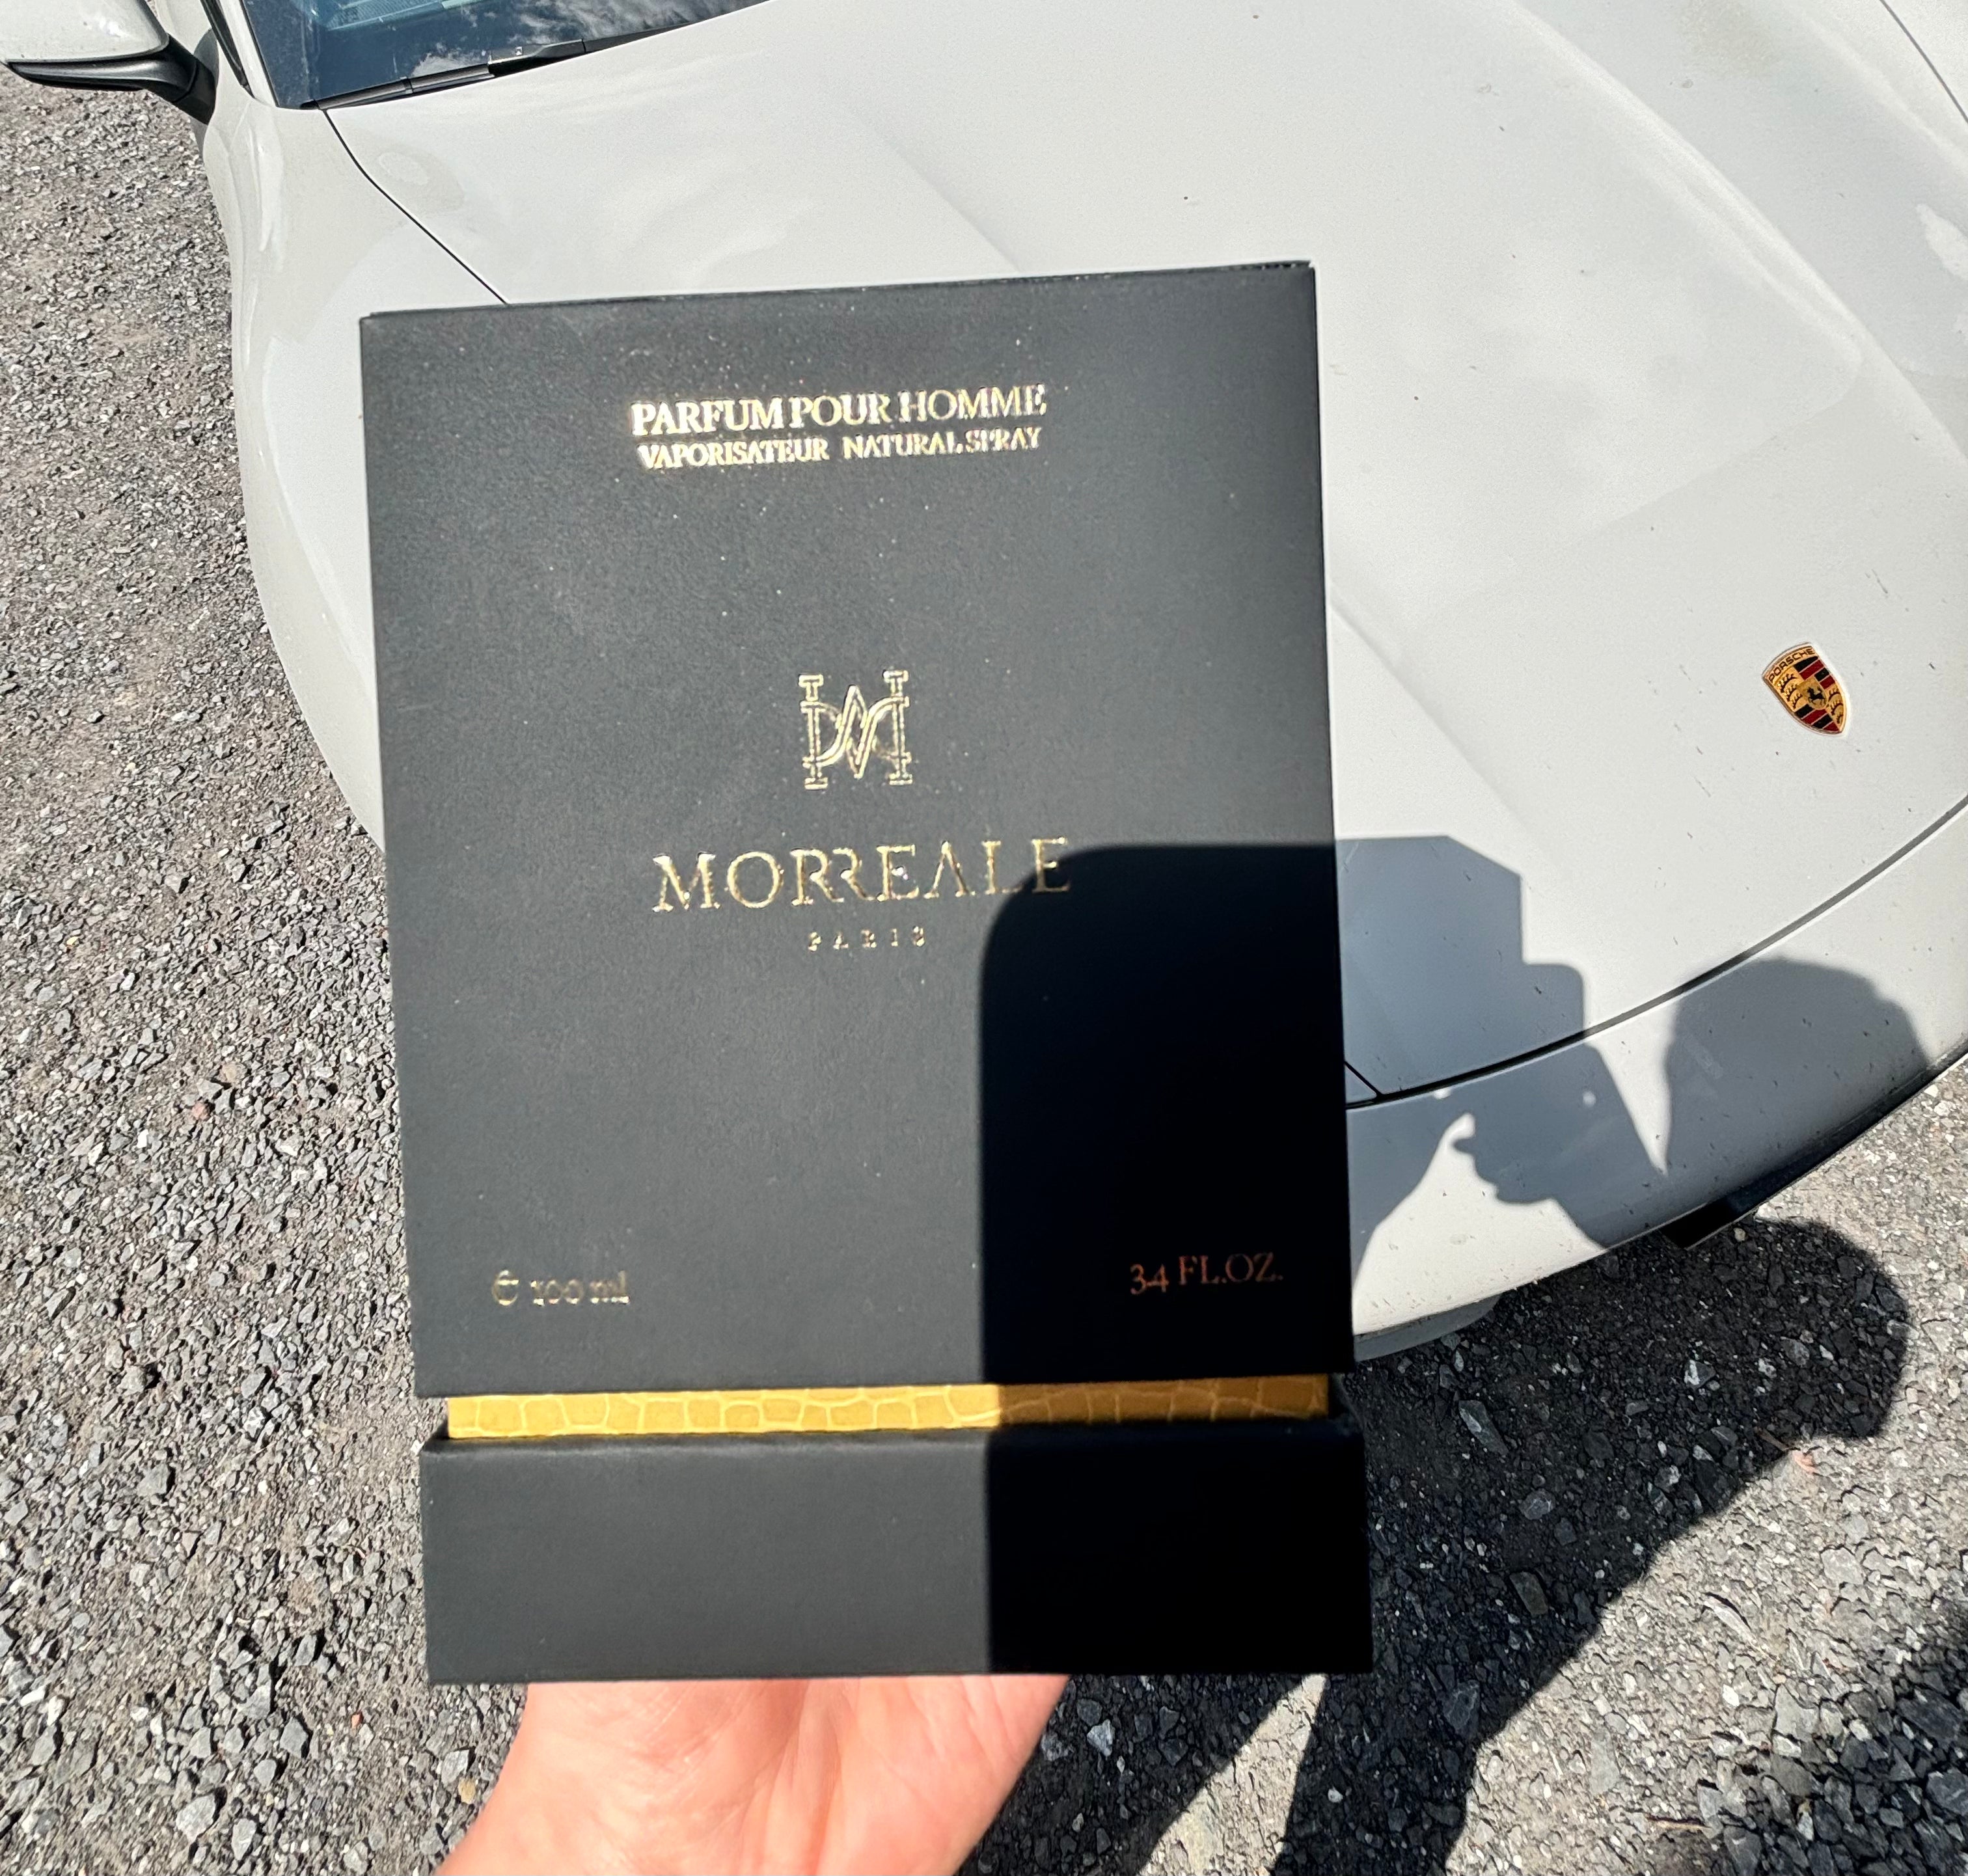 PARFUM POUR HOMME
VAPORISATEUR NATURAL SPRAY
MORREALE
PARIS
℮ 100 ml
3.4 FL.OZ.
PORSCHE